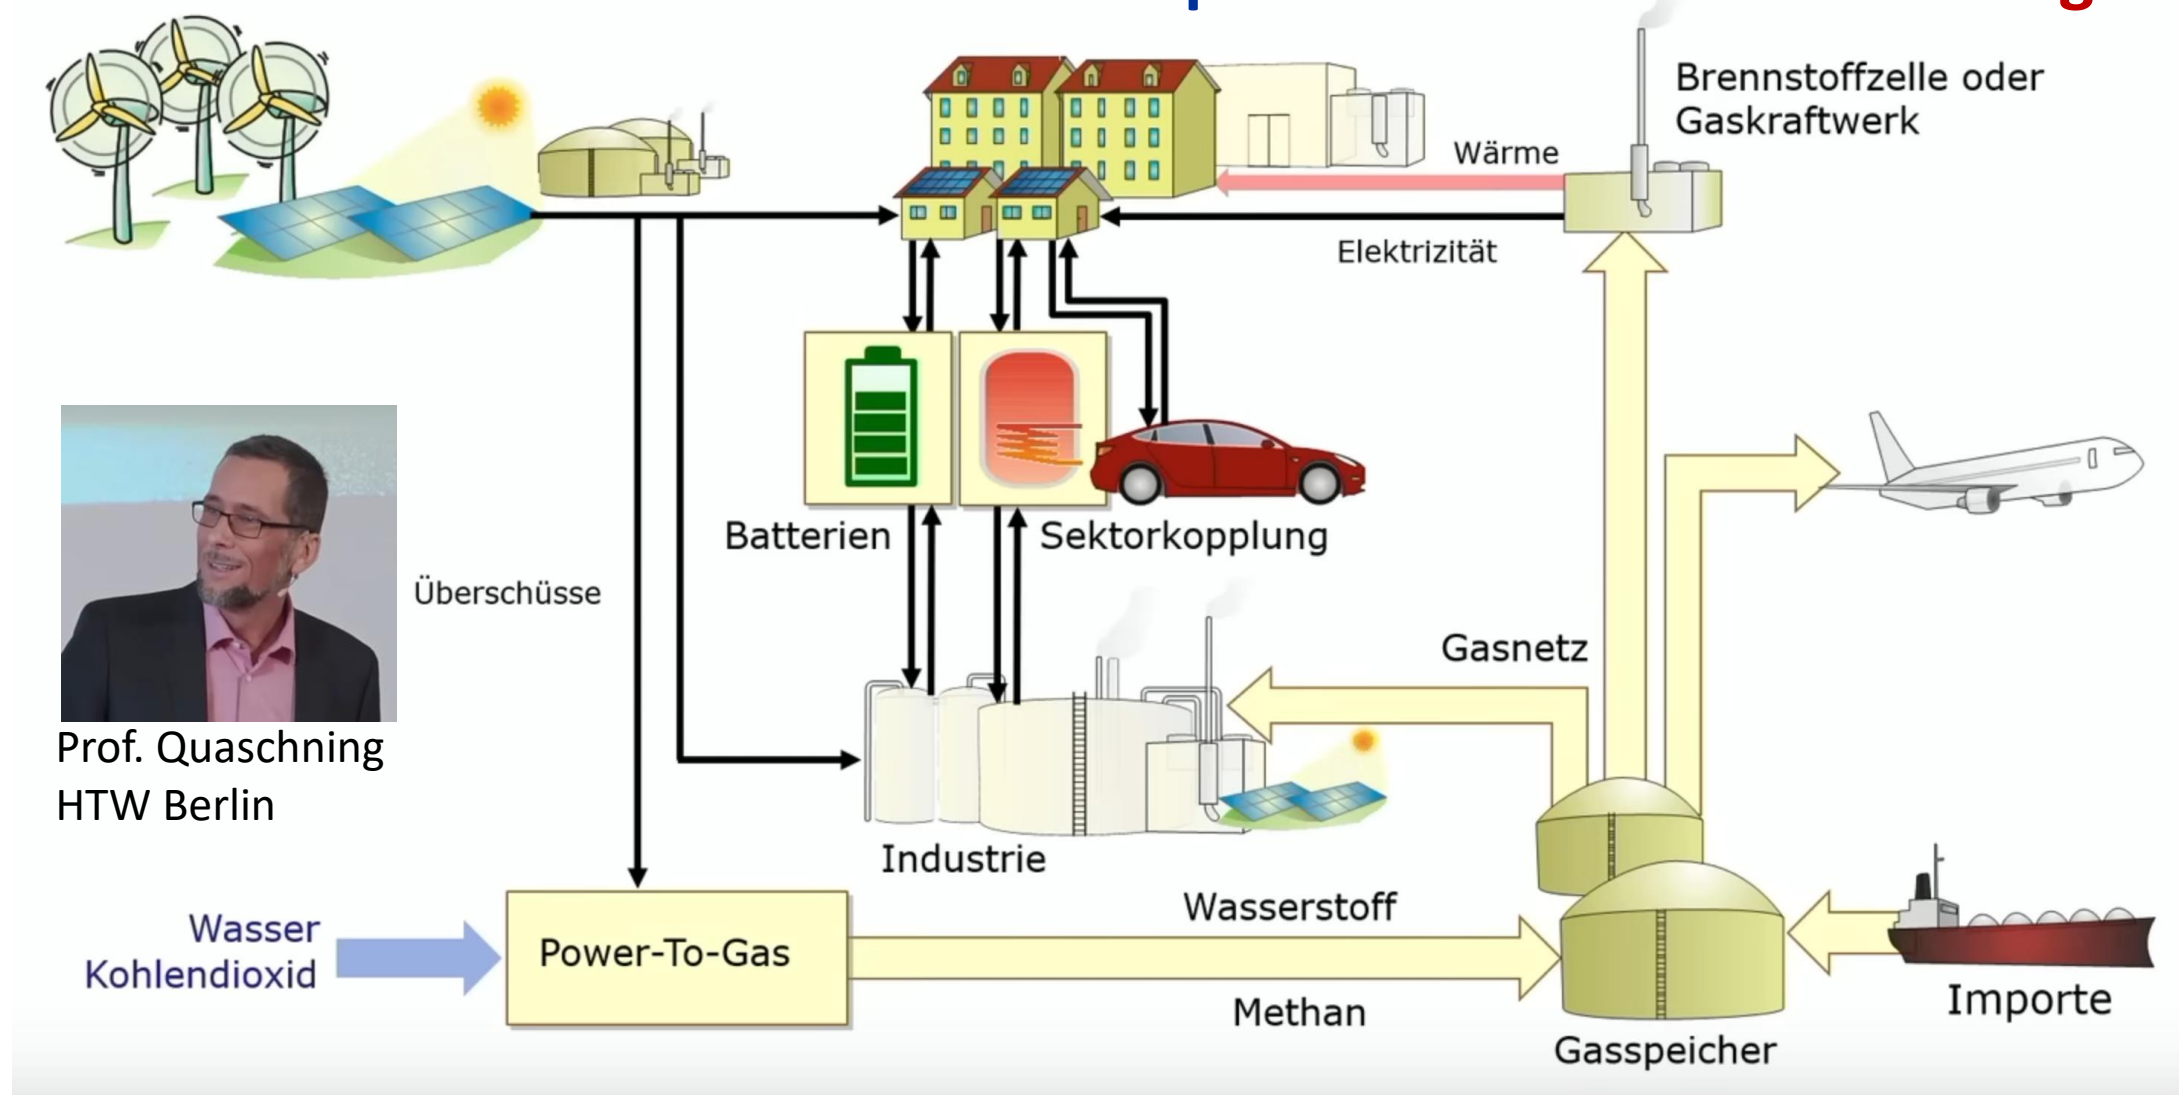 Brennstoffzelle oder
Gaskraftwerk
Wärme
Elektrizität
Batterien
Sektorkopplung
Überschüsse
Gasnetz
Prof. Quaschning
HTW Berlin
Industrie
Wasser
Kohlendioxid
Power-To-Gas
Wasserstoff
Methan
Importe
Gasspeicher